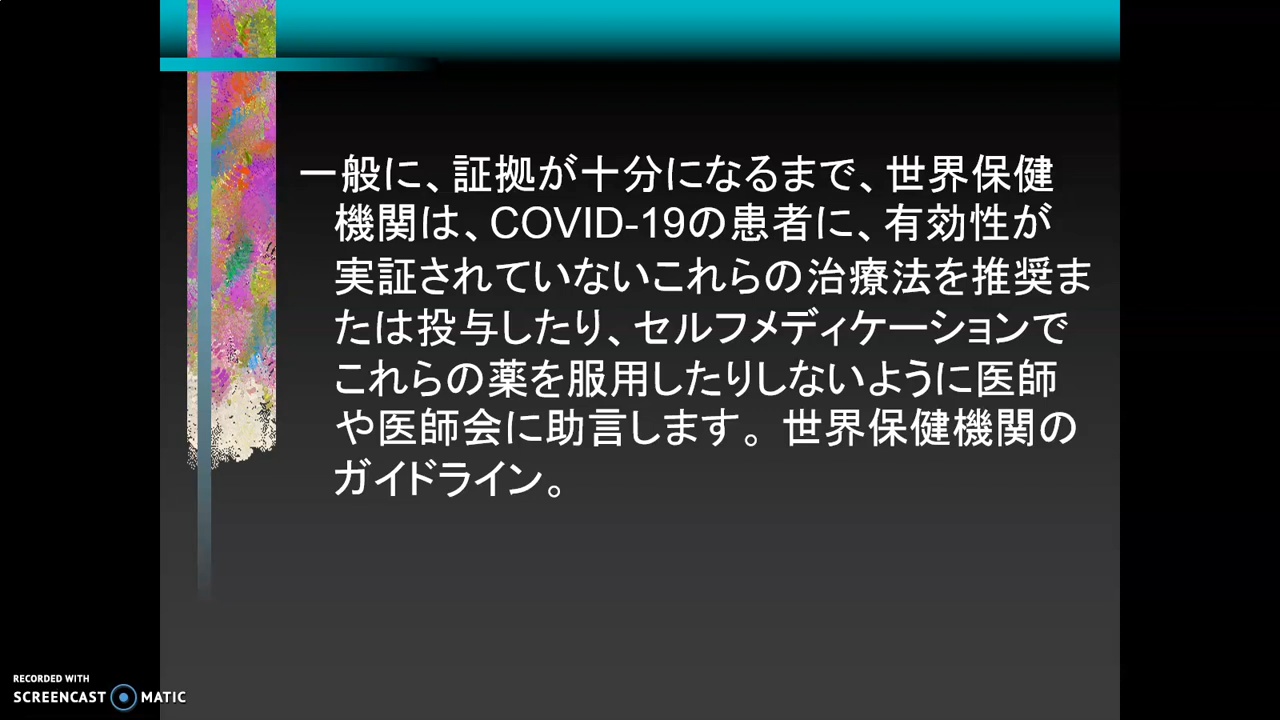 一般に、証拠が十分になるまで、世界保健
機関は、COVID-19の患者に、有効性が
実証されていないこれらの治療法を推奨ま
たは投与したり、セルフメディケーションで
これらの薬を服用したりしないように医師
や医師会に助言します。世界保健機関の
ガイドライン。
RECORDED WITH
SCREENCAST MATIC